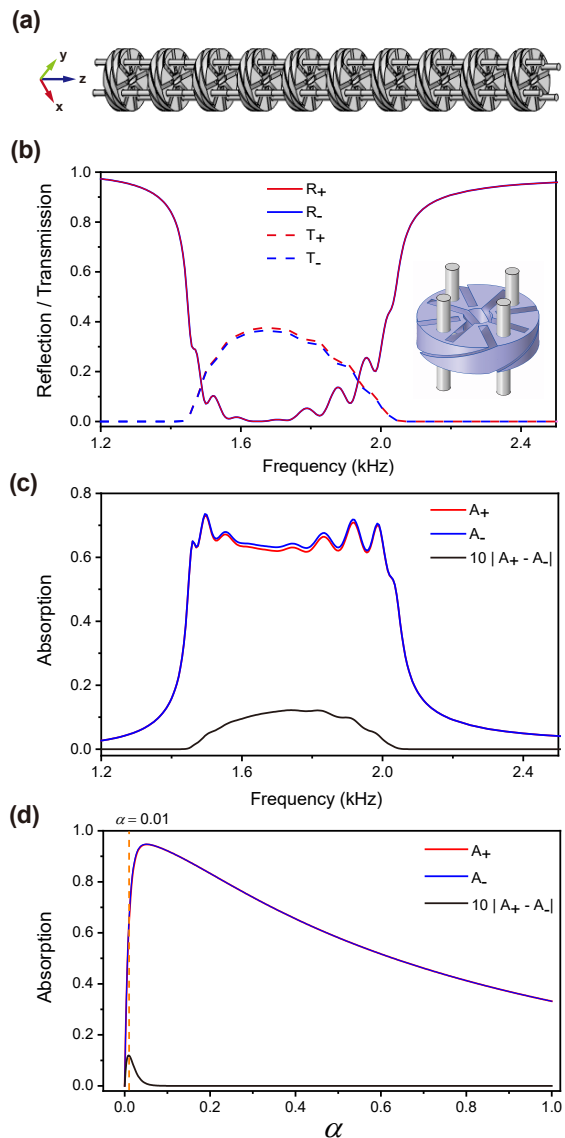 (a)
y
z
x
(b)
1.0
0.8
0.6
0.4
0.2
0.0
Reflection / Transmission
R+
R-
T+
T-
1.2 1.6 2.0 2.4
Frequency (kHz)
(c)
0.8
0.6
0.4
0.2
0.0
Absorption
A+
A-
10 | A+ - A-|
1.2 1.6 2.0 2.4
Frequency (kHz)
(d)
α = 0.01
1.0
0.8
0.6
0.4
0.2
0.0
Absorption
A+
A-
10 | A+ - A-|
0.0 0.2 0.4 0.6 0.8 1.0
α